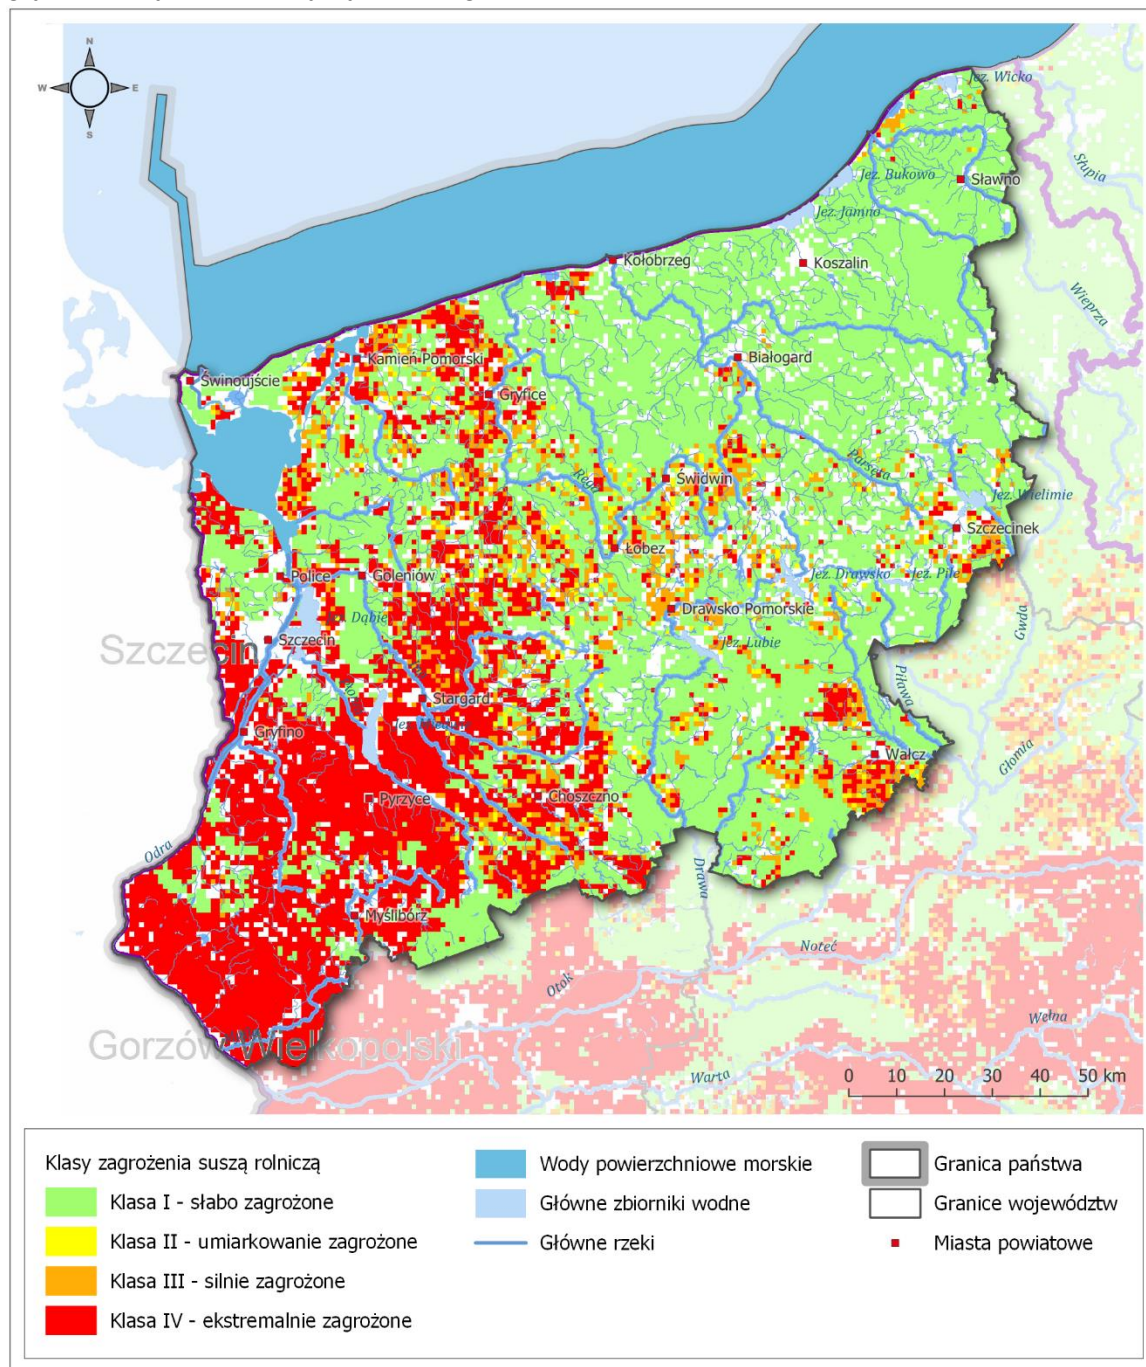 N
W E
S
Jez. Wicko
Słupia
Jez. Bukowo
Sławno
Jez. Jamno
Kołobrzeg
Koszalin
Wieprza
Kamień Pomorski
Białogard
Świnoujście
Gryfice
Parsęta
Rega
Świdwin
Jez. Wielimie
Szczecinek
Łobez
Police
Goleniów
Jez. Drawsko
Jez. Pile
Dąbie
Drawsko Pomorskie
Gwda
Szczecin
Szczecin
Jez. Lubie
Piława
Stargard
Gryfino
Wałcz
Głomia
Pyrzyce
Choszczno
Odra
Drawa
Myślibórz
Noteć
Otok
Wełna
Gorzów Wielkopolski
Warta
0 10 20 30 40 50 km
Klasy zagrożenia suszą rolniczą
Klasa I - słabo zagrożone
Klasa II - umiarkowanie zagrożone
Klasa III - silnie zagrożone
Klasa IV - ekstremalnie zagrożone
Wody powierzchniowe morskie
Główne zbiorniki wodne
Główne rzeki
Granica państwa
Granice województw
Miasta powiatowe